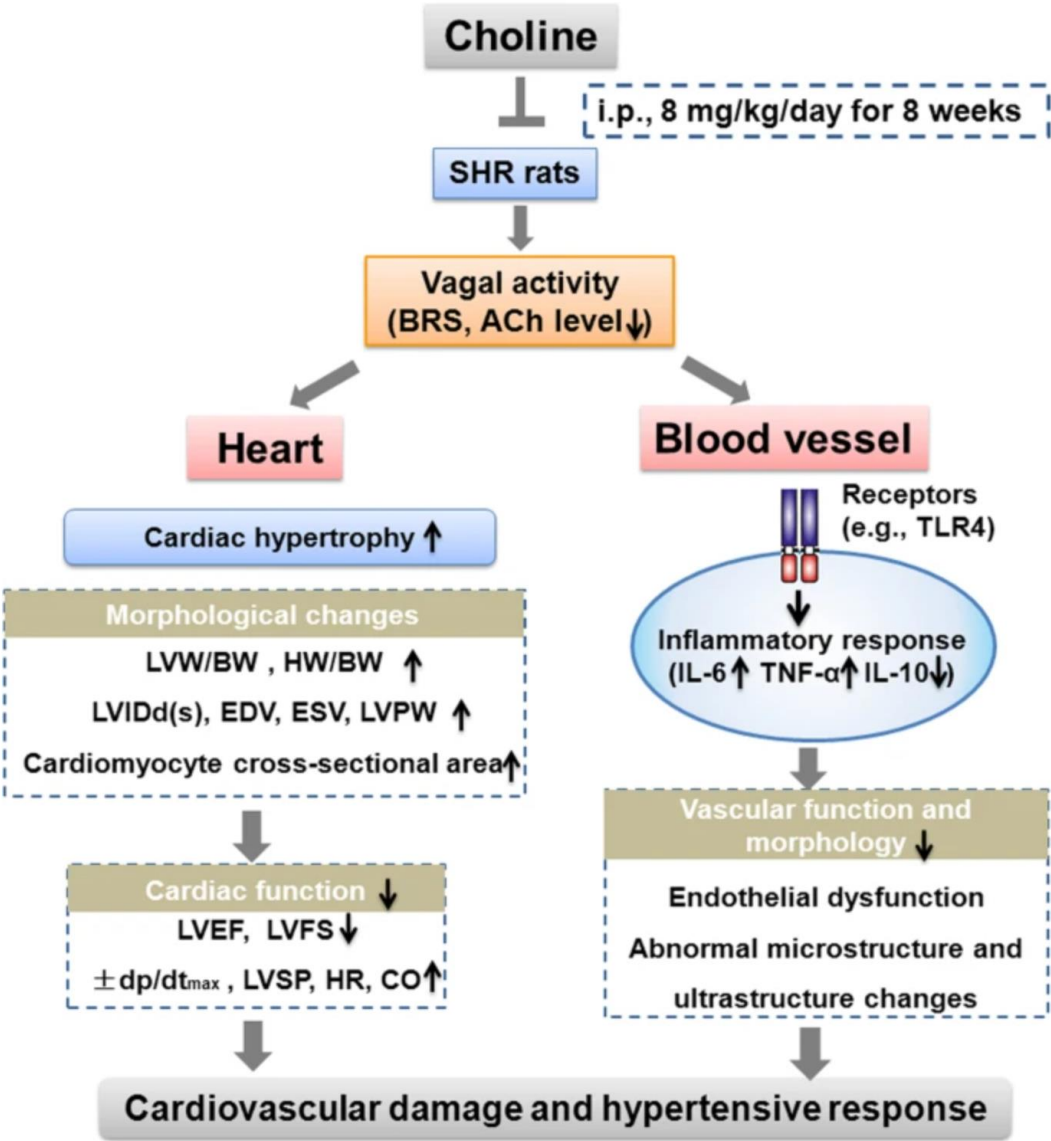 Choline
i.p., 8 mg/kg/day for 8 weeks
SHR rats
Vagal activity
(BRS, ACh level↓)
Heart
Cardiac hypertrophy ↑
Morphological changes
LVW/BW , HW/BW ↑
LVIDd(s), EDV, ESV, LVPW ↑
Cardiomyocyte cross-sectional area↑
Cardiac function ↓
LVEF, LVFS↓
±dp/dtmax , LVSP, HR, CO↑
Blood vessel
Receptors
(e.g., TLR4)
Inflammatory response
(IL-6↑ TNF-α↑ IL-10↓)
Vascular function and
morphology ↓
Endothelial dysfunction
Abnormal microstructure and
ultrastructure changes
Cardiovascular damage and hypertensive response